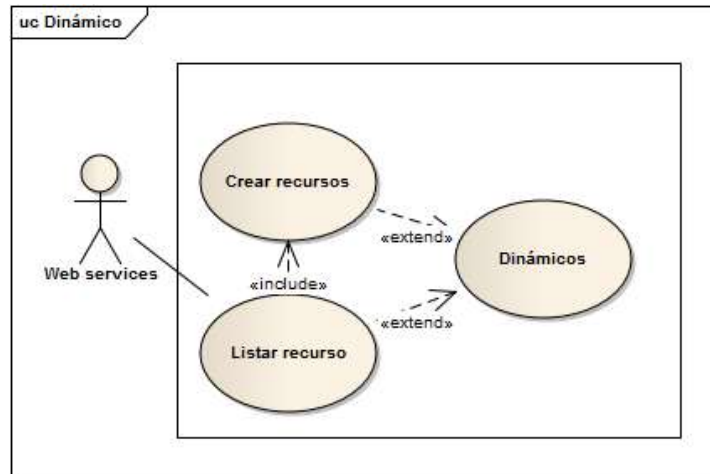 uc Dinámico
Crear recursos
«extend»
Dinámicos
Web services
«include»
«extend»
Listar recurso